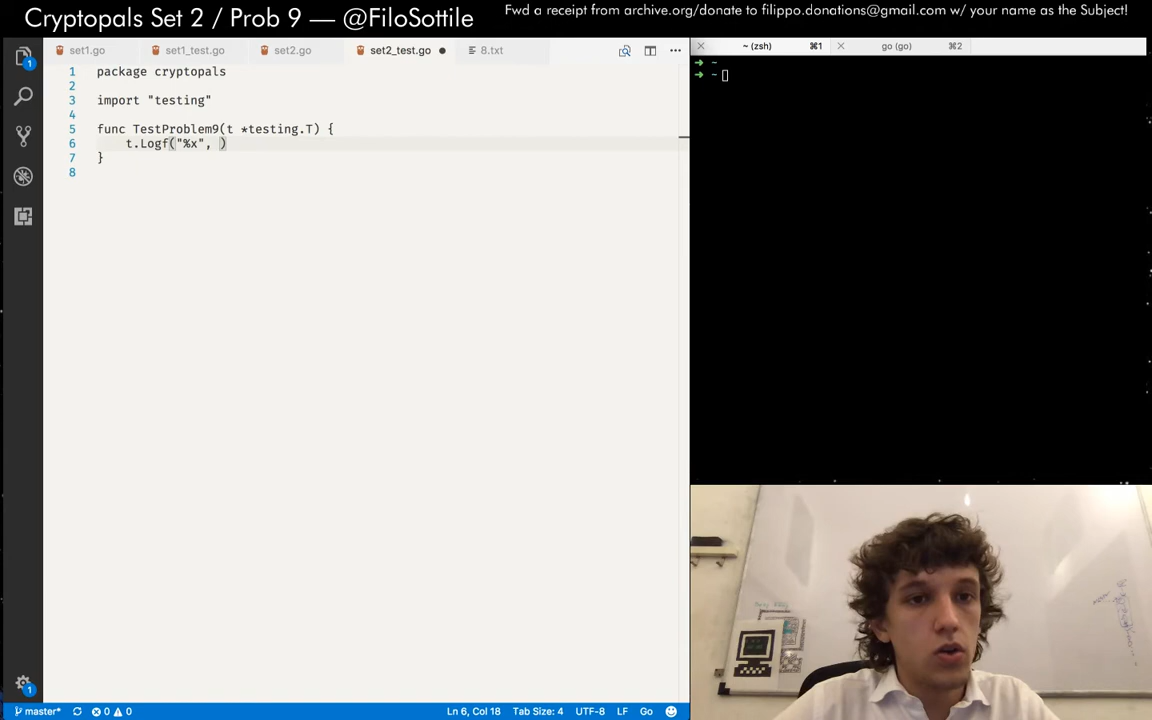 Cryptopals Set 2 / Prob 9 — @FiloSottile
Fwd a receipt from archive.org/donate to filippo.donations@gmail.com w/ your name as the Subject!
set1.go set1_test.go set2.go set2_test.go ● 8.txt
~ (zsh) ⌘1 go (go) ⌘2
1 package cryptopals
2
3 import "testing"
4
5 func TestProblem9(t *testing.T) {
6 t.Logf("%x", )
7 }
8
➜ ~
➜ ~
1
1
master* 0 0 Ln 6, Col 18 Tab Size: 4 UTF-8 LF Go